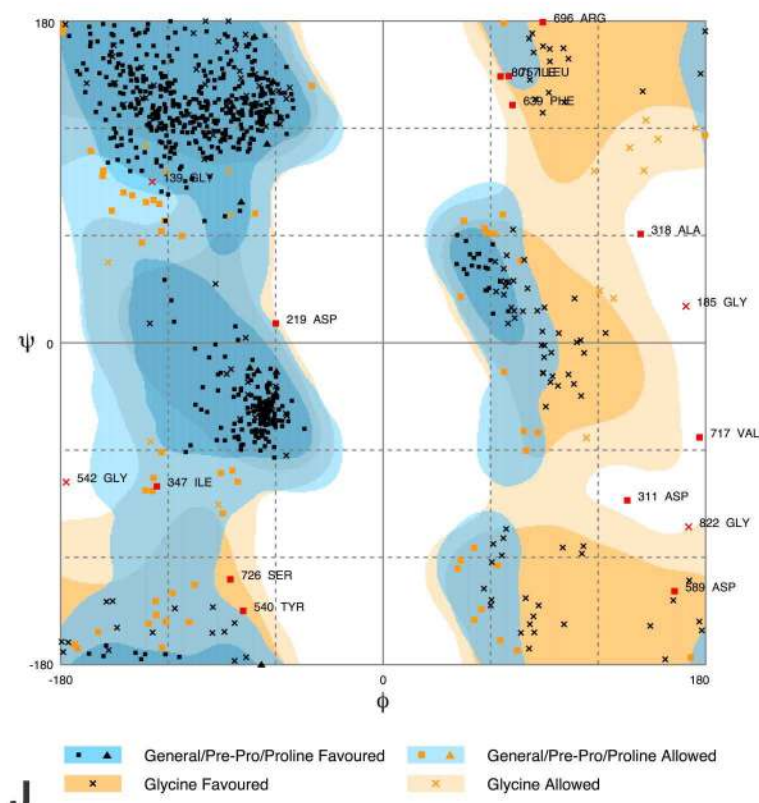 180
696 ARG
639 PHE
139 GLY
318 ALA
185 GLY
219 ASP
ψ
0
717 VAL
542 GLY
347 ILE
311 ASP
822 GLY
726 SER
589 ASP
540 TYR
-180
-180
0
180
ϕ
General/Pre-Pro/Proline Favoured
General/Pre-Pro/Proline Allowed
Glycine Favoured
Glycine Allowed